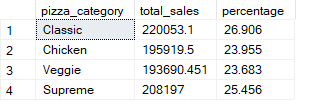 pizza_category total_sales percentage
1 Classic 220053.1 26.906
2 Chicken 195919.5 23.955
3 Veggie 193690.451 23.683
4 Supreme 208197 25.456